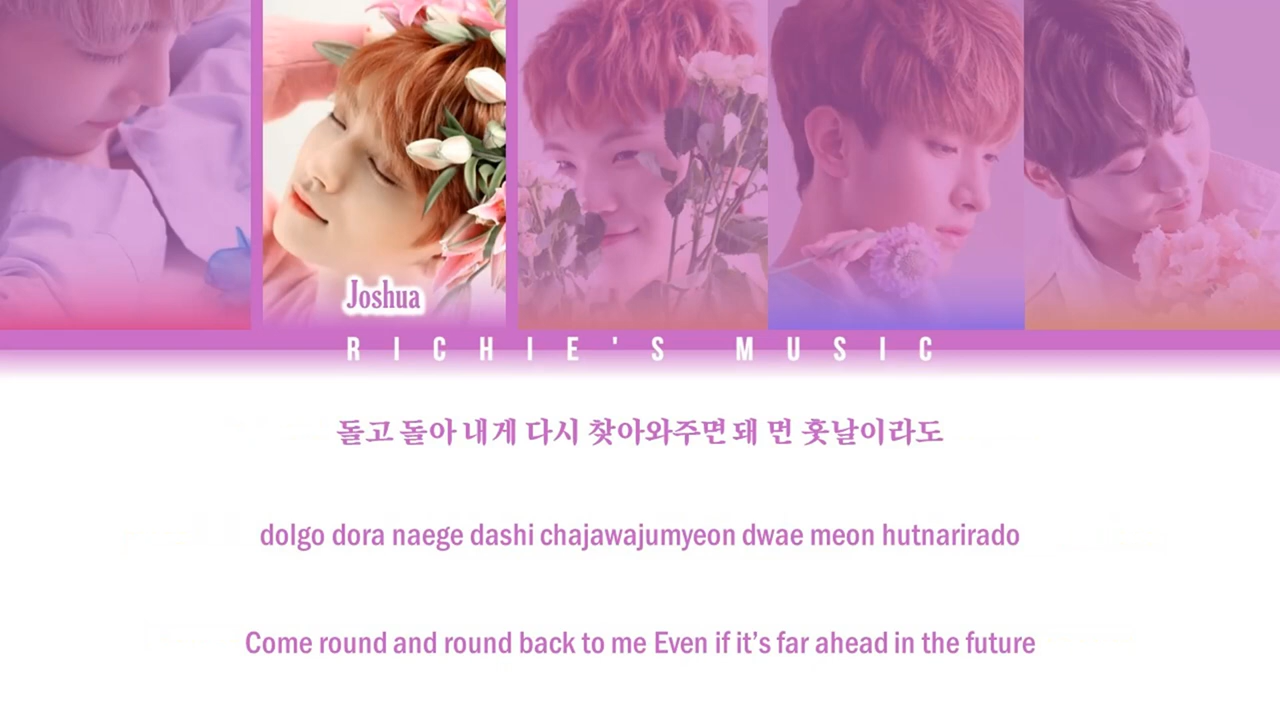 Joshua
RICHIE'S MUSIC
돌고 돌아 내게 다시 찾아와주면 돼 먼 훗날이라도
dolgo dora naege dashi chajawajumyeon dwae meon hutnarirado
Come round and round back to me Even if it’s far ahead in the future